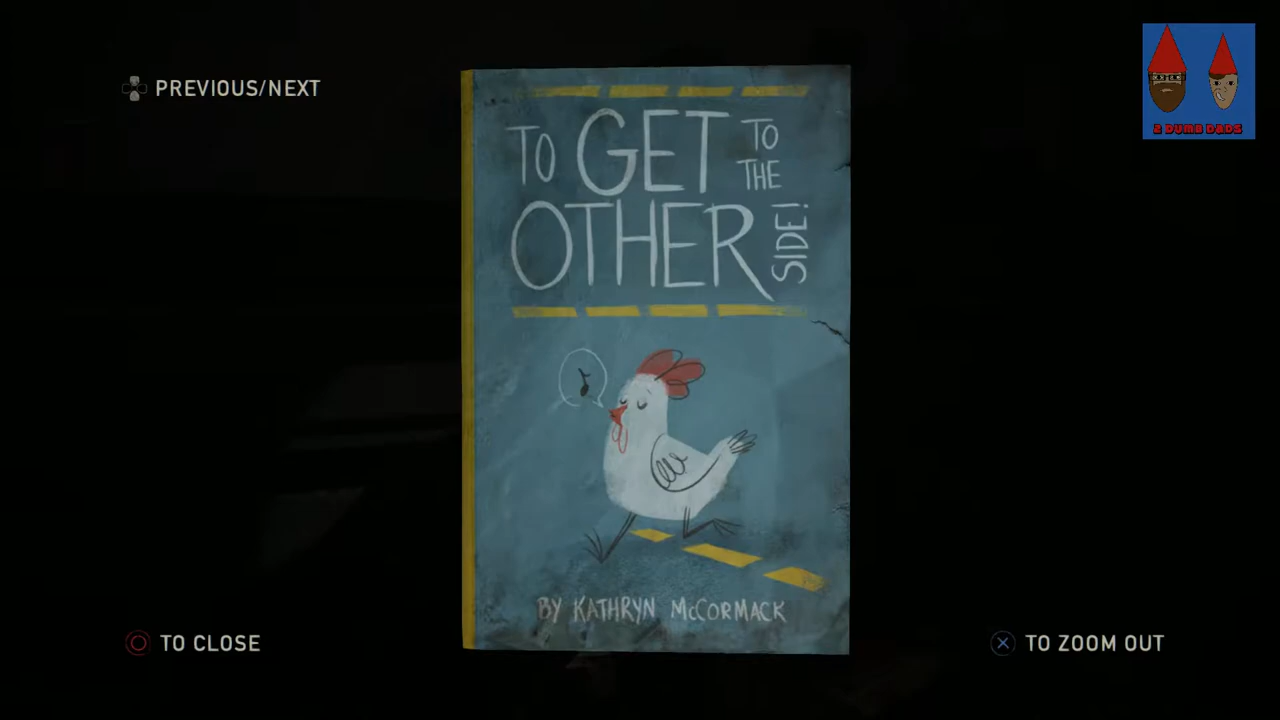 PREVIOUS/NEXT
TO GET TO THE
OTHER SIDE!
BY KATHRYN McCORMACK
TO CLOSE
TO ZOOM OUT
2 DUMB DADS